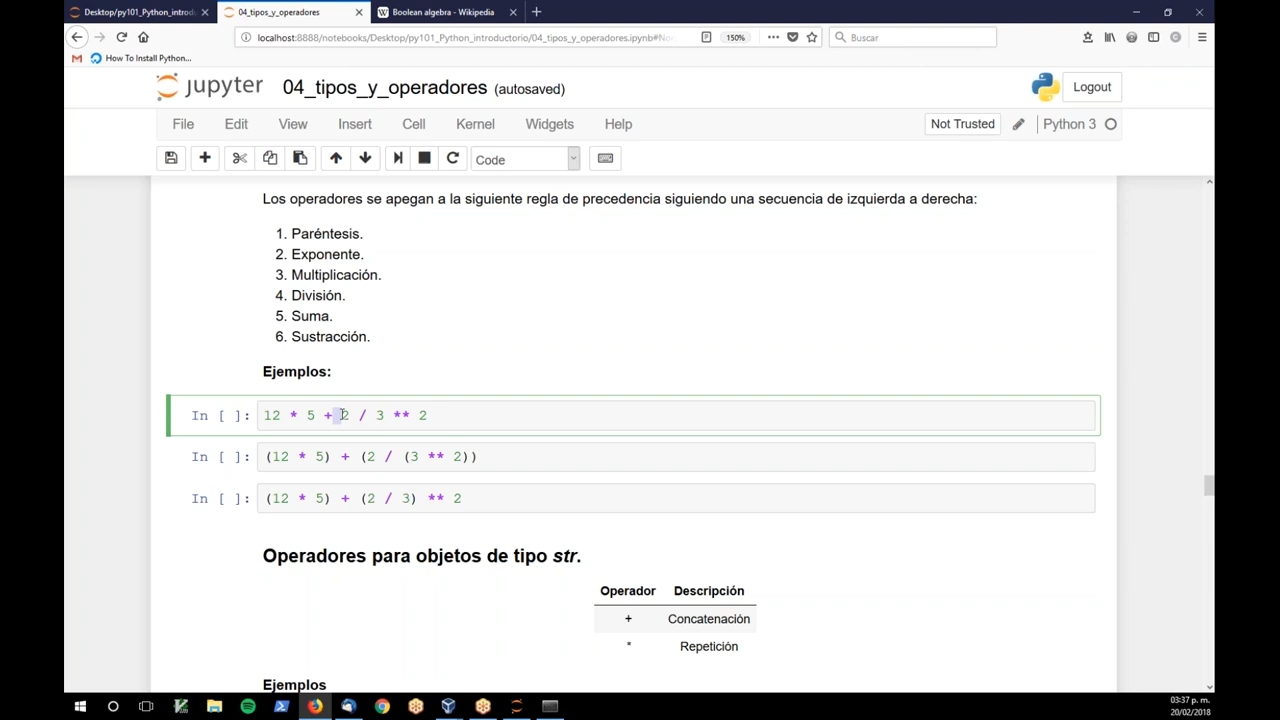 Desktop/py101_Python_introdu
04_tipos_y_operadores
Boolean algebra - Wikipedia
localhost:8888/notebooks/Desktop/py101_Python_introductorio/04_tipos_y_operadores.ipynb#Nor
150%
Buscar
How To Install Python...
jupyter
04_tipos_y_operadores (autosaved)
Logout
File Edit View Insert Cell Kernel Widgets Help
Not Trusted
Python 3
Code
Los operadores se apegan a la siguiente regla de precedencia siguiendo una secuencia de izquierda a derecha:
1. Paréntesis.
2. Exponente.
3. Multiplicación.
4. División.
5. Suma.
6. Sustracción.
Ejemplos:
In [ ]: 12 * 5 + 2 / 3 ** 2
In [ ]: (12 * 5) + (2 / (3 ** 2))
In [ ]: (12 * 5) + (2 / 3) ** 2
Operadores para objetos de tipo str.
Operador Descripción
+ Concatenación
* Repetición
Ejemplos
03:37 p. m.
20/02/2018